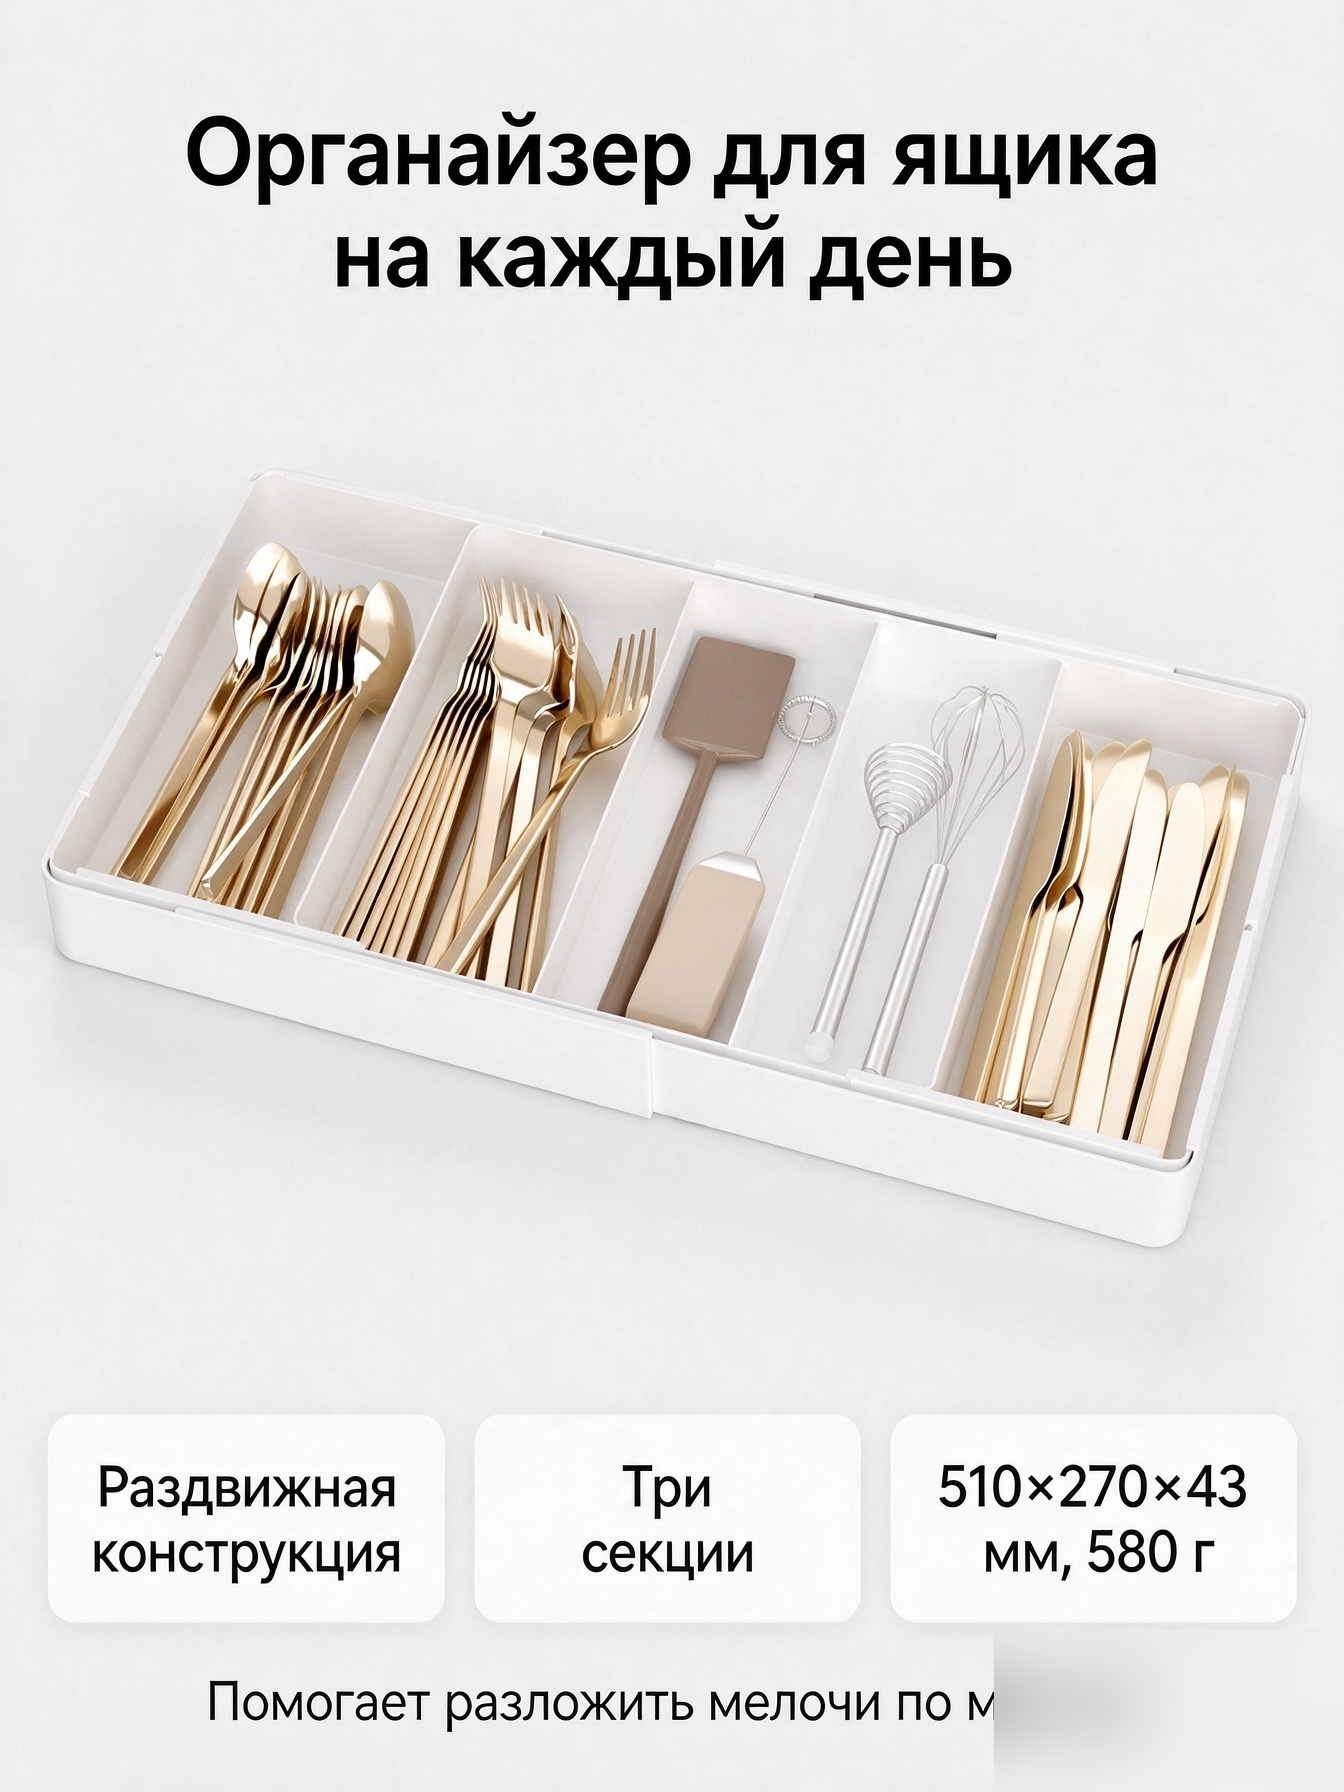 Органайзер для ящика
на каждый день
Раздвижная
конструкция
Три
секции
510×270×43
мм, 580 г
Помогает разложить мелочи по